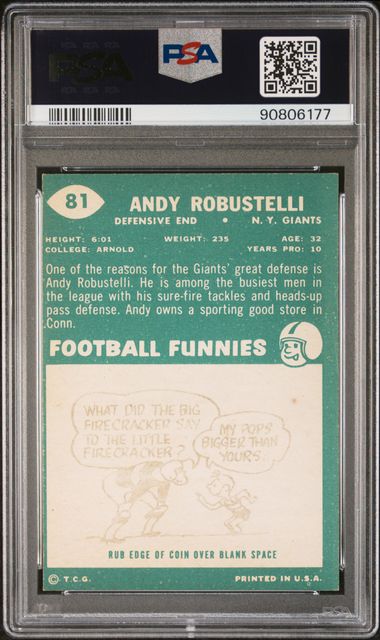 PSA
PSA
90806177
81
ANDY ROBUSTELLI
DEFENSIVE END • N. Y. GIANTS
HEIGHT: 6:01 WEIGHT: 235 AGE: 32
COLLEGE: ARNOLD YEARS PRO: 10
One of the reasons for the Giants' great defense is
Andy Robustelli. He is among the busiest men in
the league with his sure-fire tackles and heads-up
pass defense. Andy owns a sporting good store in
Conn.
FOOTBALL FUNNIES
WHAT DID THE BIG
FIRECRACKER SAY
TO THE LITTLE
FIRECRACKER?
MY POPS
BIGGER THAN
YOURS.
RUB EDGE OF COIN OVER BLANK SPACE
© T.C.G. PRINTED IN U.S.A.
PSA